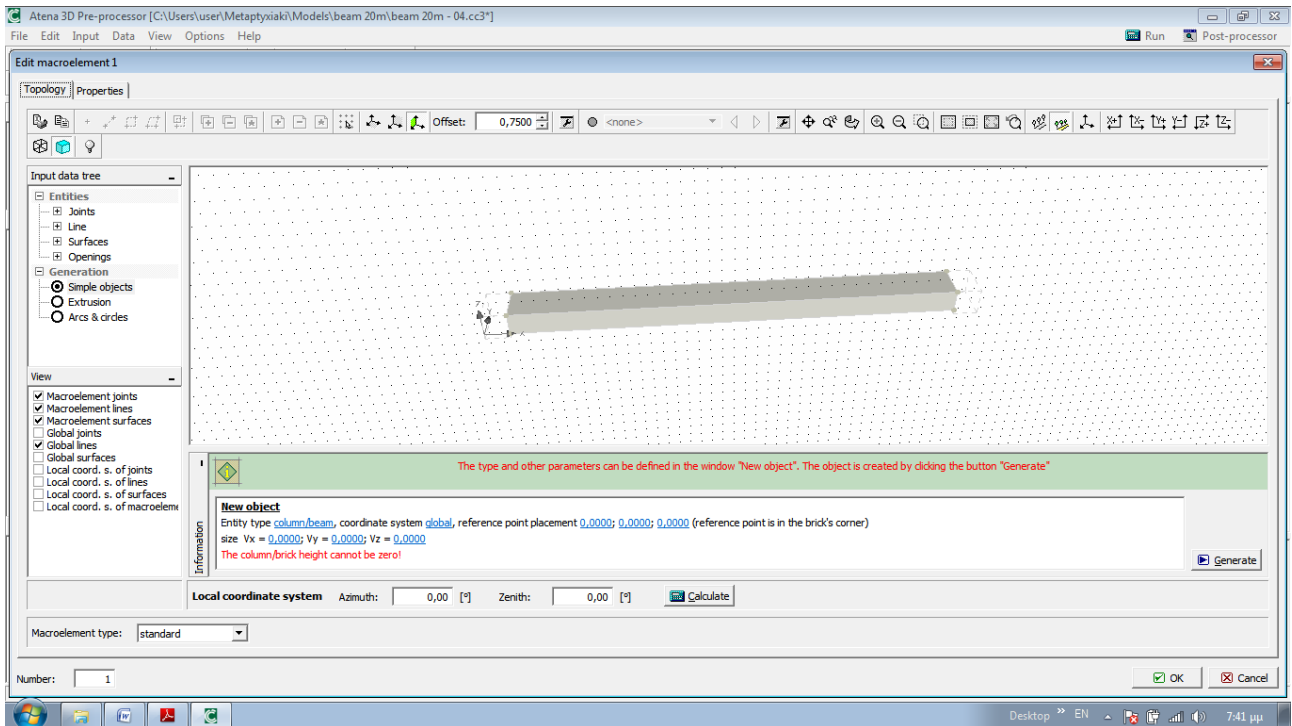 Atena 3D Pre-processor [C:\Users\user\Metaptyxiaki\Models\beam 20m\beam 20m - 04.cc3*]
File Edit Input Data View Options Help Run Post-processor
Edit macroelement 1
Topology Properties
Offset: 0,7500 <none>
Input data tree
Entities
Joints
Line
Surfaces
Openings
Generation
Simple objects
Extrusion
Arcs & circles
View
Macroelement joints
Macroelement lines
Macroelement surfaces
Global joints
Global lines
Global surfaces
Local coord. s. of joints
Local coord. s. of lines
Local coord. s. of surfaces
Local coord. s. of macroeleme
Z
Y
X
Information
The type and other parameters can be defined in the window "New object". The object is created by clicking the button "Generate"
New object
Entity type column/beam, coordinate system global, reference point placement 0,0000; 0,0000; 0,0000 (reference point is in the brick's corner)
size Vx = 0,0000; Vy = 0,0000; Vz = 0,0000
The column/brick height cannot be zero!
Generate
Local coordinate system Azimuth: 0,00 [°] Zenith: 0,00 [°] Calculate
Macroelement type: standard
Number: 1 OK Cancel
Desktop » EN 7:41 μμ